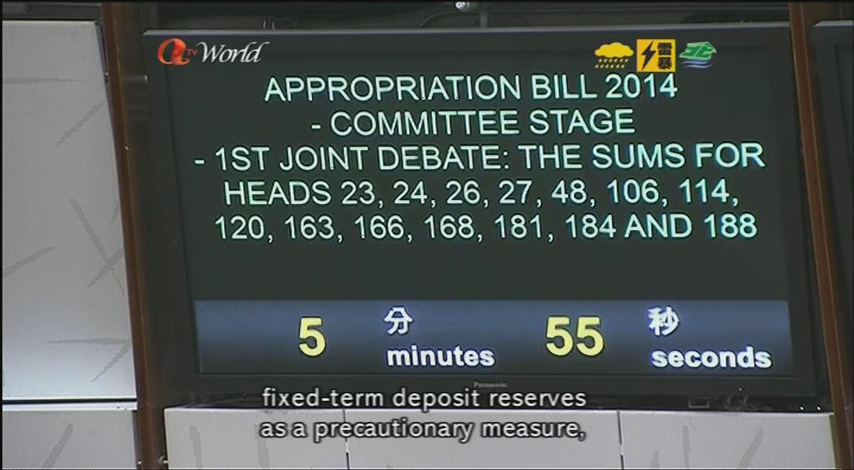 aTV World
雷
暴
APPROPRIATION BILL 2014
- COMMITTEE STAGE
- 1ST JOINT DEBATE: THE SUMS FOR
HEADS 23, 24, 26, 27, 48, 106, 114,
120, 163, 166, 168, 181, 184 AND 188
5 分 minutes 55 秒 seconds
Panasonic
fixed-term deposit reserves
as a precautionary measure,